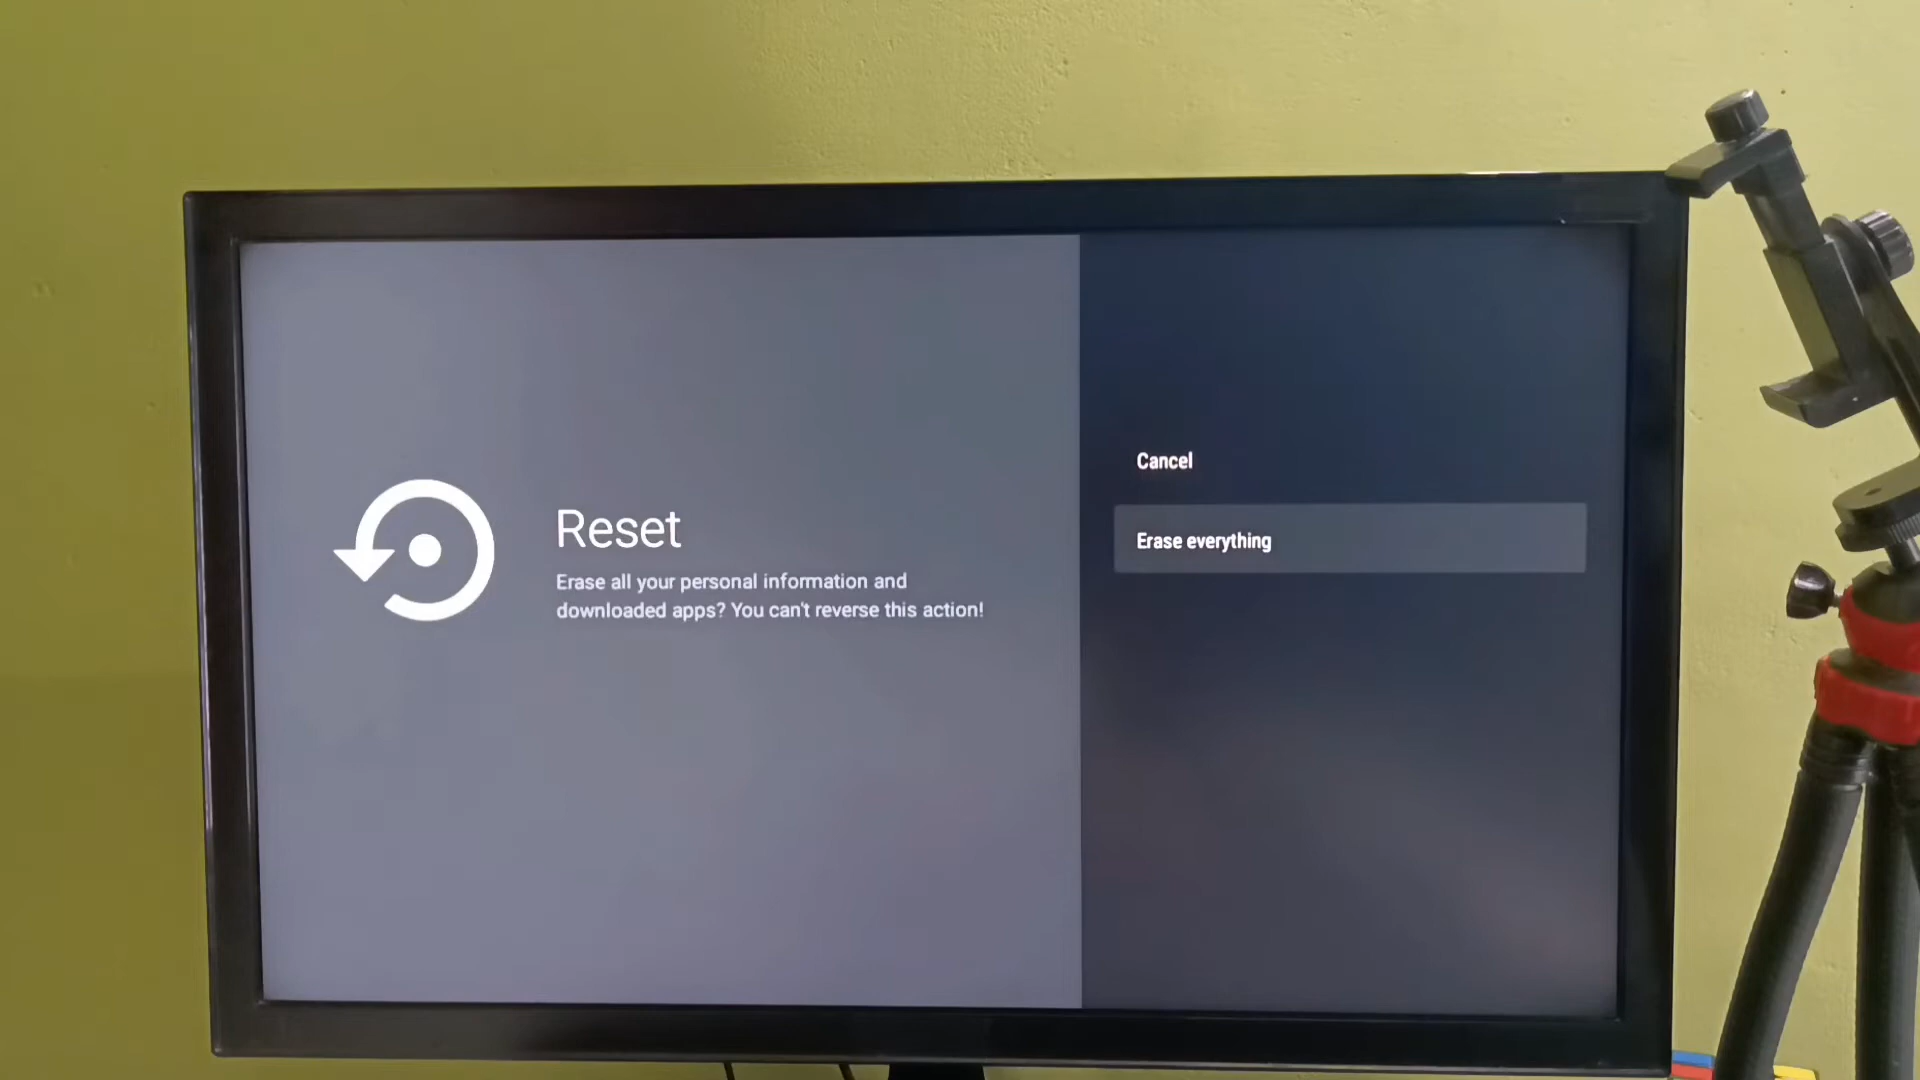 Reset
Erase all your personal information and
downloaded apps? You can't reverse this action!
Cancel
Erase everything